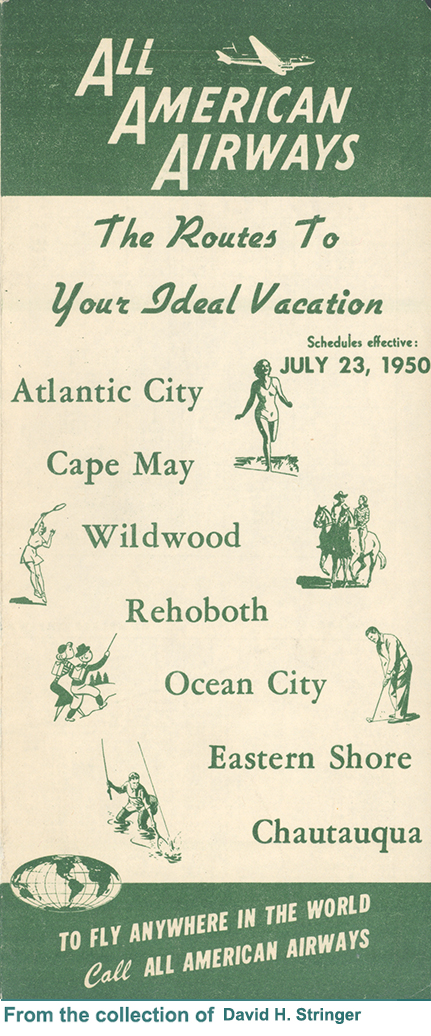 ALL
AMERICAN
AIRWAYS
The Routes To
Your Ideal Vacation
Schedules effective:
JULY 23, 1950
Atlantic City
Cape May
Wildwood
Rehoboth
Ocean City
Eastern Shore
Chautauqua
TO FLY ANYWHERE IN THE WORLD
Call ALL AMERICAN AIRWAYS
From the collection of David H. Stringer